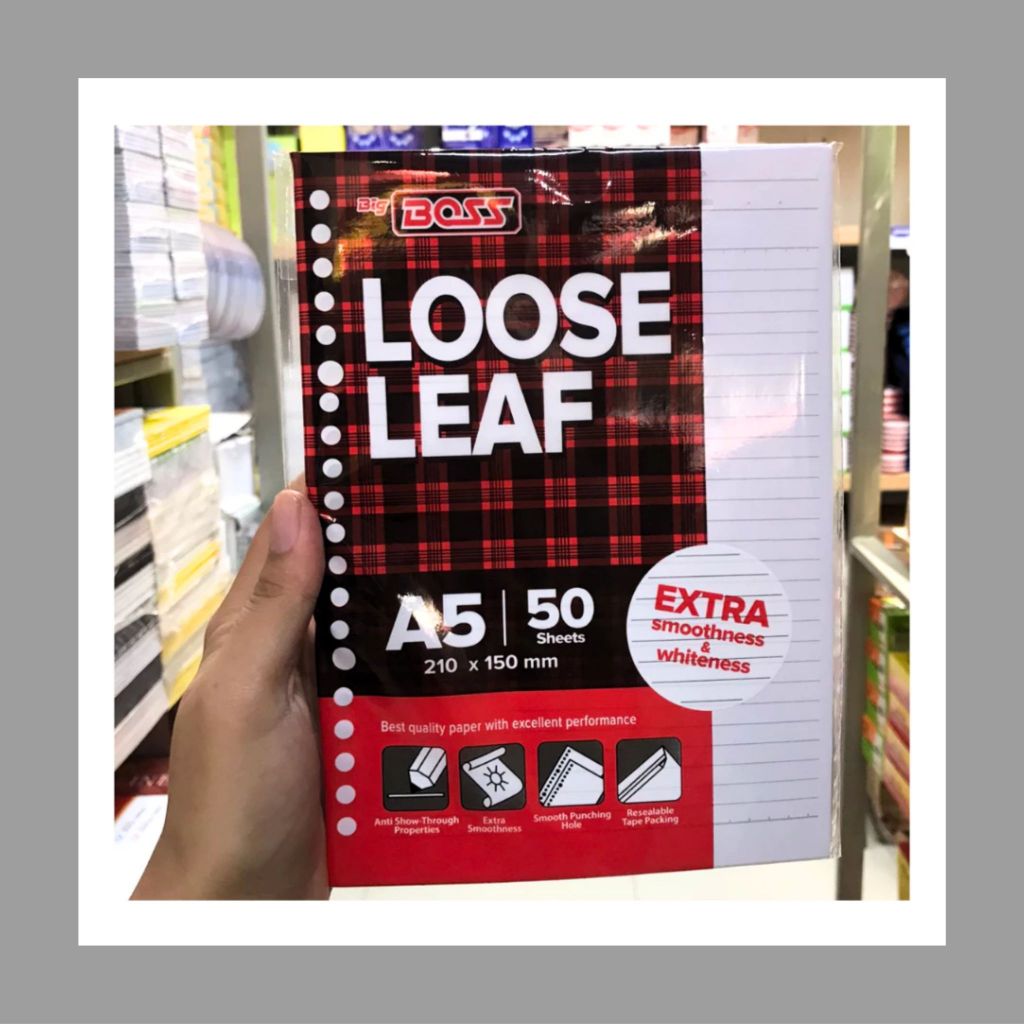 Big BOSS
LOOSE
LEAF
A5 | 50
Sheets
210 x 150 mm
EXTRA
smoothness
&
whiteness
Best quality paper with excellent performance
Anti Show-Through
Properties
Extra
Smoothness
Smooth Punching
Hole
Resealable
Tape Packing